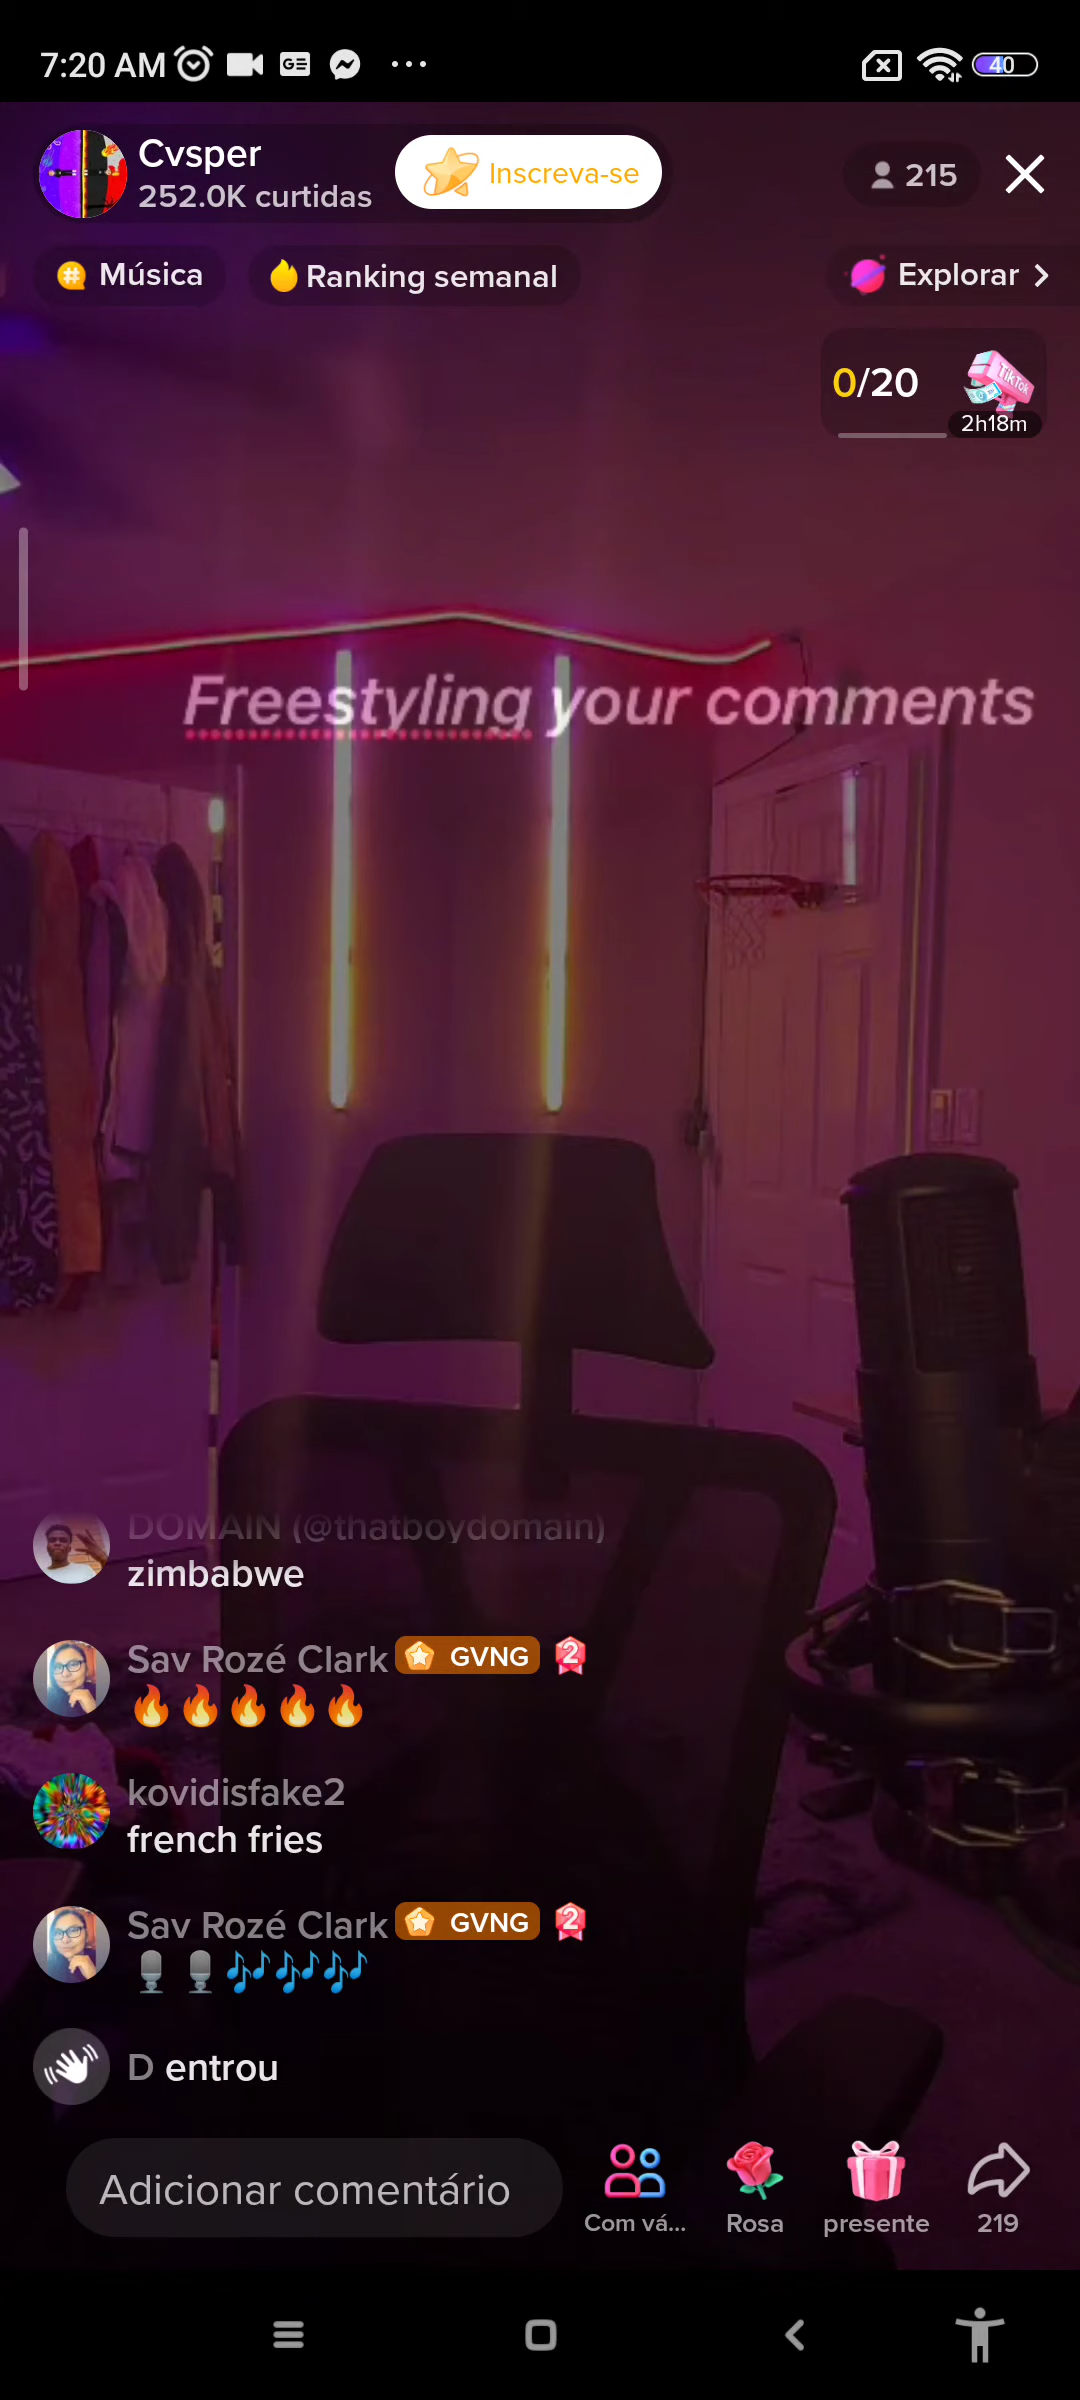 7:20 AM
GE
40
Cvsper
252.0K curtidas
Inscreva-se
215
Música
Ranking semanal
Explorar
0/20
TikTok
2h18m
Freestyling your comments
DOMAIN (@thatboydomain)
zimbabwe
Sav Rozé Clark GVNG 2
🔥🔥🔥🔥🔥
kovidisfake2
french fries
Sav Rozé Clark GVNG 2
🎙️🎙️🎶🎶🎶
D entrou
Adicionar comentário
Com vá...
Rosa
presente
219